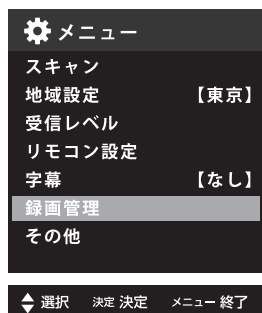 メニュー
スキャン
地域設定 【東京】
受信レベル
リモコン設定
字幕 【なし】
録画管理
その他
選択 決定 決定 メニュー 終了